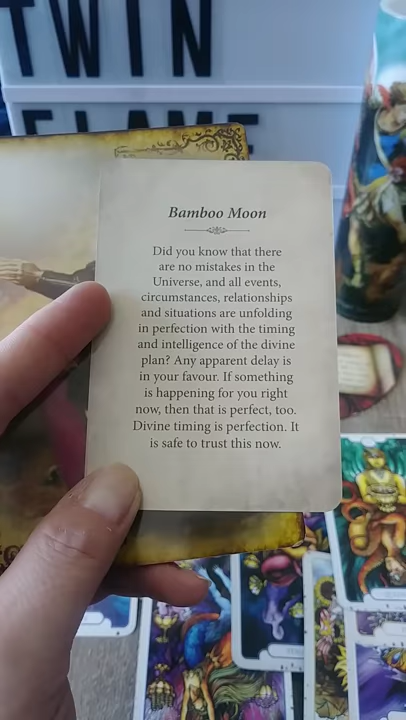 TWIN
FLAME
Bamboo Moon
Did you know that there
are no mistakes in the
Universe, and all events,
circumstances, relationships
and situations are unfolding
in perfection with the timing
and intelligence of the divine
plan? Any apparent delay is
in your favour. If something
is happening for you right
now, then that is perfect, too.
Divine timing is perfection. It
is safe to trust this now.